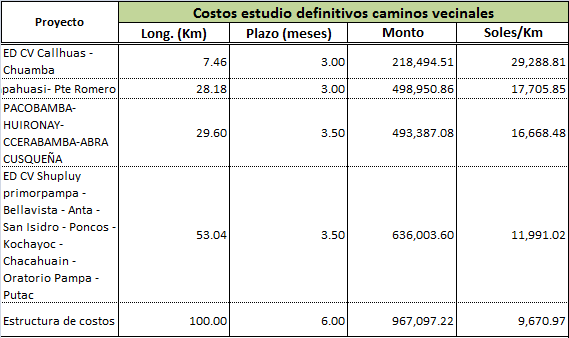 Proyecto Costos estudio definitivos caminos vecinales
Long. (Km) Plazo (meses) Monto Soles/Km
ED CV Callhuas -
Chuamba 7.46 3.00 218,494.51 29,288.81
pahuasi- Pte Romero 28.18 3.00 498,950.86 17,705.85
PACOBAMBA-
HUIRONAY-
CCERABAMBA-ABRA
CUSQUEÑA 29.60 3.50 493,387.08 16,668.48
ED CV Shupluy
primorpampa -
Bellavista - Anta -
San Isidro - Poncos -
Kochayoc -
Chacahuain -
Oratorio Pampa -
Putac 53.04 3.50 636,003.60 11,991.02
Estructura de costos 100.00 6.00 967,097.22 9,670.97